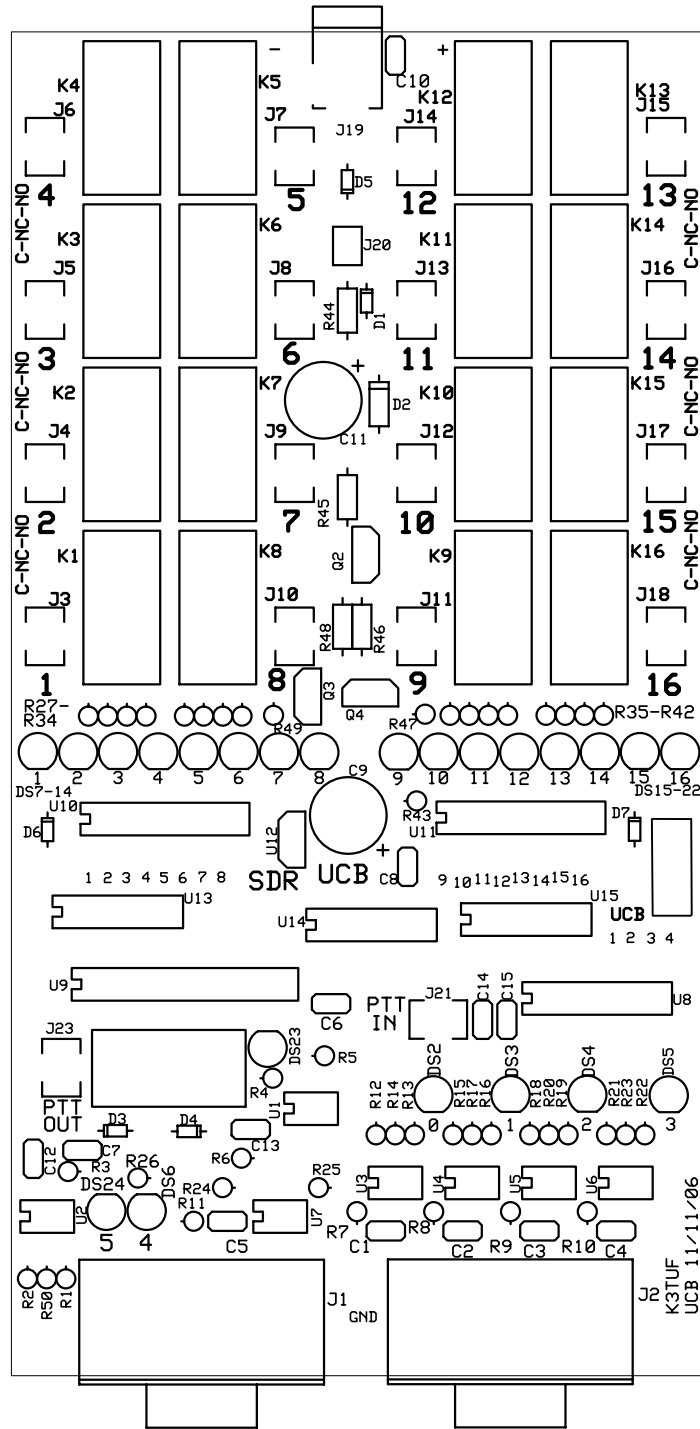 - +
C10
K4 K5 K12 K13
J6 J7 J14 J15
J19
D5
4 5 12 13
C-NC-NO C-NC-NO
K3 K6 K11 K14
J20
J5 J8 J13 J16
R44 D1
3 6 11 14
+
C-NC-NO C-NC-NO
K2 K7 K10 K15
D2
C11
J4 J9 J12 J17
R45
2 7 10 15
C-NC-NO C-NC-NO
K1 K8 K9 K16
Q2
J3 J10 J11 J18
R48 R46
1 8 9 16
Q3 Q4
R27-
R34
R49 R47 R35-R42
1 2 3 4 5 6 7 8 9 10 11 12 13 14 15 16
C9
DS7-14 DS15-22
U10 R43 U11
D6 U12 D7
+
SDR UCB C8
1 2 3 4 5 6 7 8 9 10 11 12 13 14 15 16
U13 U14 U15 UCB
1 2 3 4
U9 C6 PTT
IN
J21 C14 C15 U8
J23 DS23 R5
R4
DS2 DS3 DS4 DS5
PTT
OUT
U1
R12 R14 R13 R15 R17 R16 R18 R20 R19 R21 R23 R22
0 1 2 3
D3 D4 C13
C12 C7 R3 R26 DS6 R6
DS24 R24 R25
U3 U4 U5 U6
U2 R11 U7
5 4 C5
R7 R8 R9 R10
C1 C2 C3 C4
R2 R50 R1
J1 GND J2
K3TUF
UCB 11/11/06